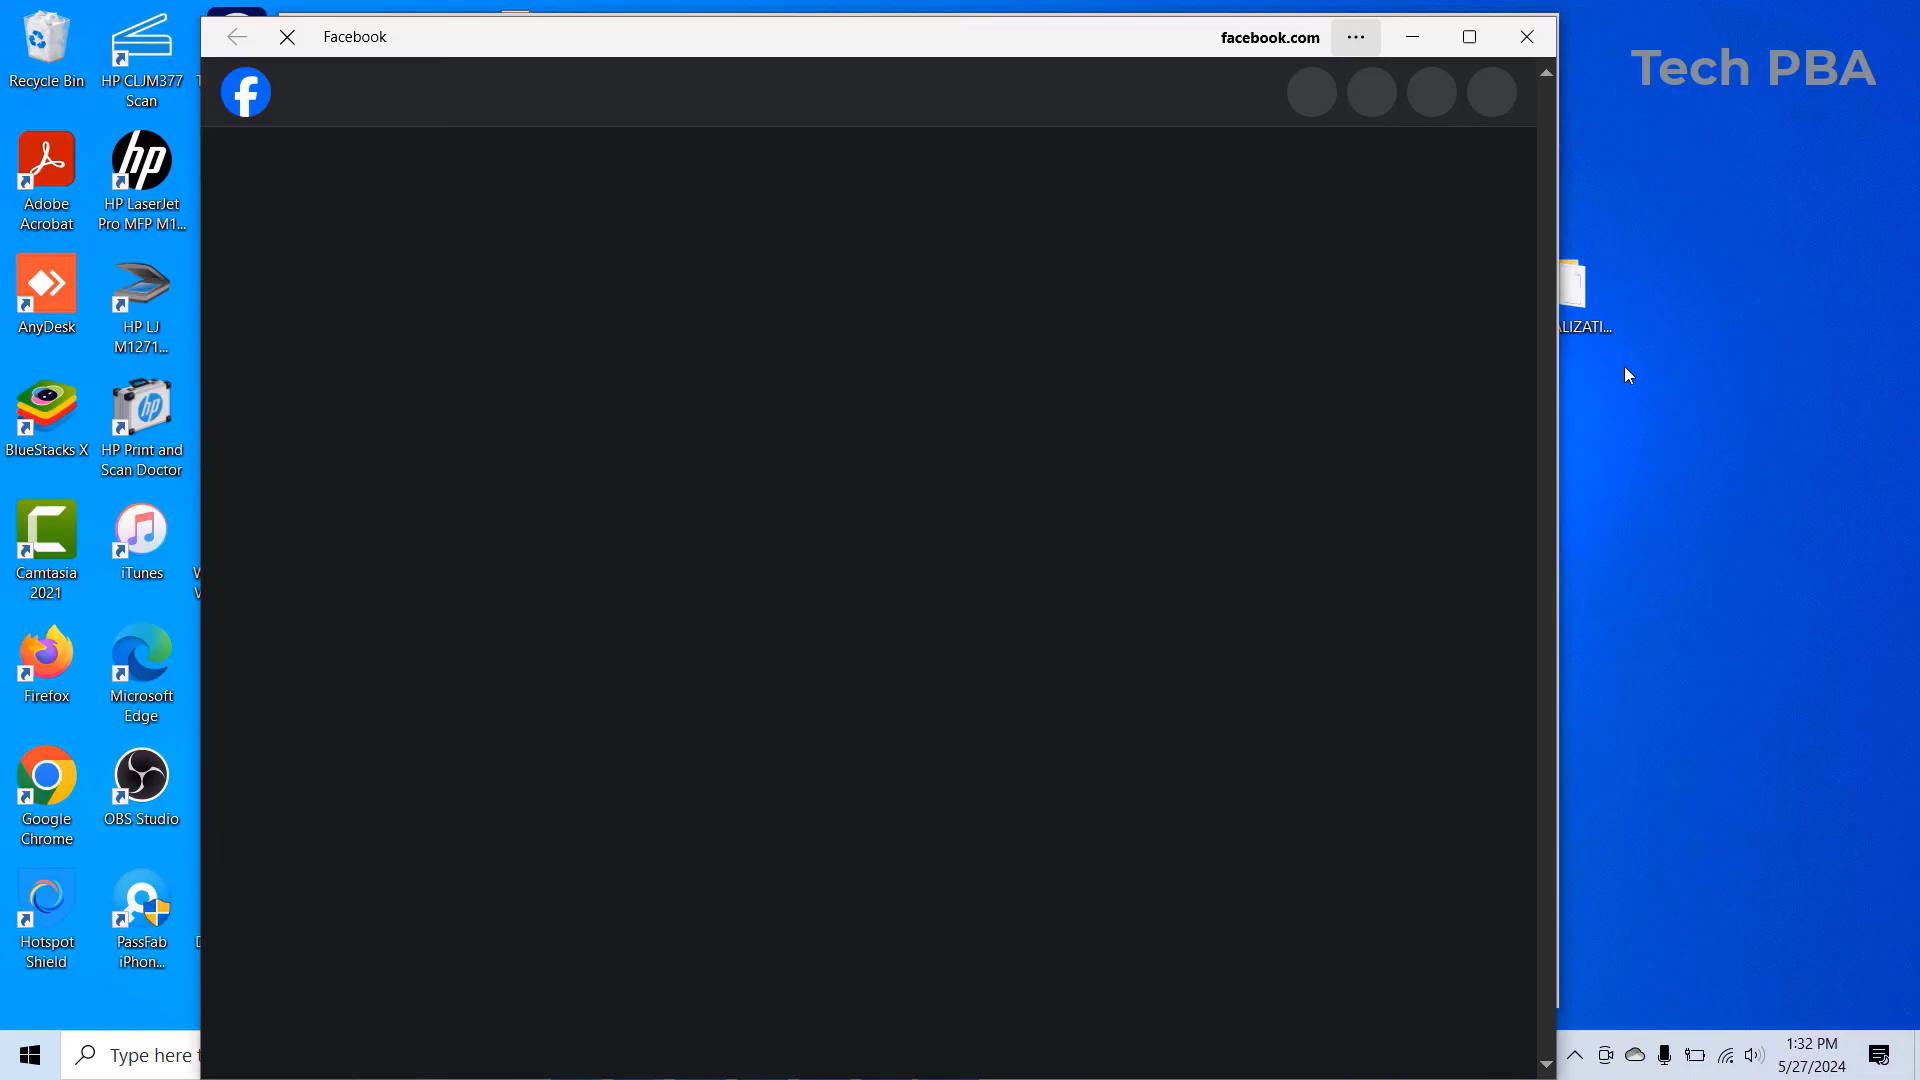 Facebook
facebook.com
Tech PBA
Recycle Bin
HP CLJM377
Scan
Adobe
Acrobat
HP LaserJet
Pro MFP M1...
AnyDesk
HP LJ
M1271...
BlueStacks X
HP Print and
Scan Doctor
Camtasia
2021
iTunes
Firefox
Microsoft
Edge
Google
Chrome
OBS Studio
Hotspot
Shield
PassFab
iPhon...
LIZATI...
Type here
1:32 PM
5/27/2024